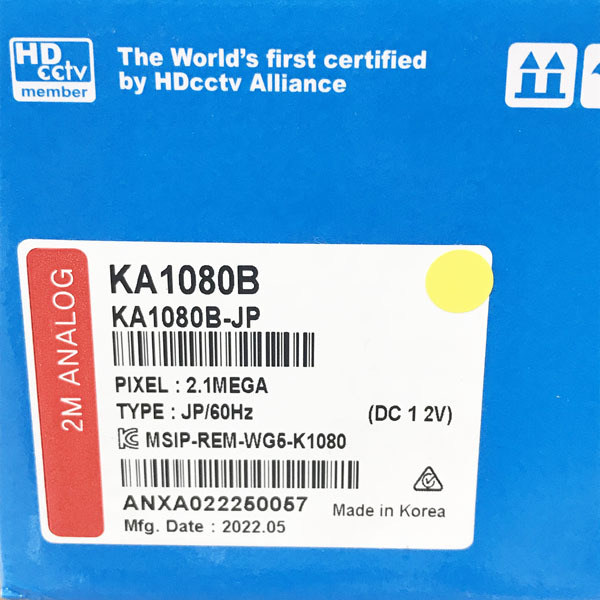 HD
cctv
member
The World's first certified
by HDcctv Alliance
2M ANALOG
KA1080B
KA1080B-JP
PIXEL : 2.1MEGA
TYPE : JP/60Hz (DC 1 2V)
MSIP-REM-WG5-K1080
ANXA022250057
Made in Korea
Mfg. Date : 2022.05